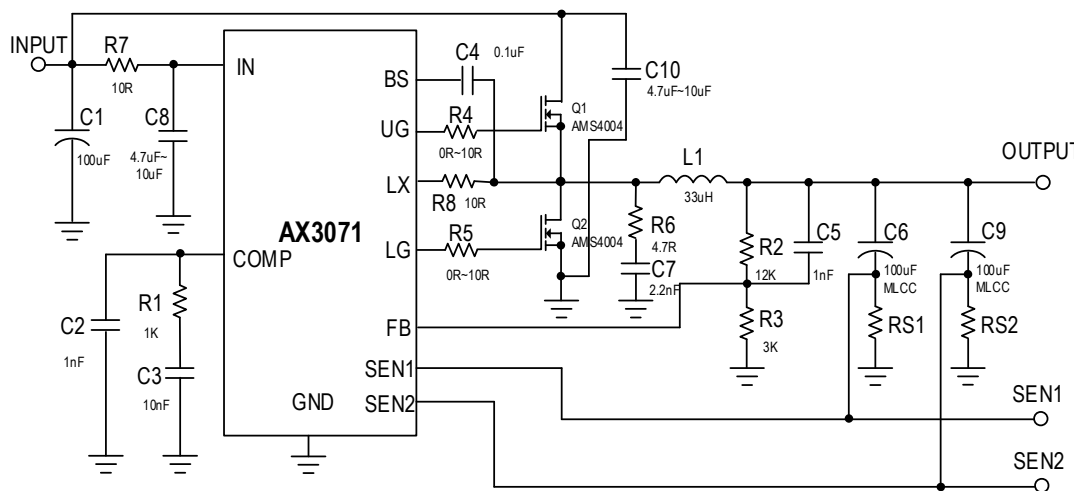 INPUT
R7
10R
C1
100uF
C8
4.7uF~
10uF
IN
BS
UG
LX
LG
COMP
FB
SEN1
SEN2
GND
AX3071
C4
0.1uF
R4
0R~10R
R8
10R
R5
0R~10R
Q1
AMS4004
Q2
AMS4004
C10
4.7uF~10uF
L1
33uH
OUTPUT
R6
4.7R
C7
2.2nF
R2
12K
C5
1nF
R3
3K
C6
100uF
MLCC
C9
100uF
MLCC
RS1
RS2
C2
1nF
R1
1K
C3
10nF
SEN1
SEN2